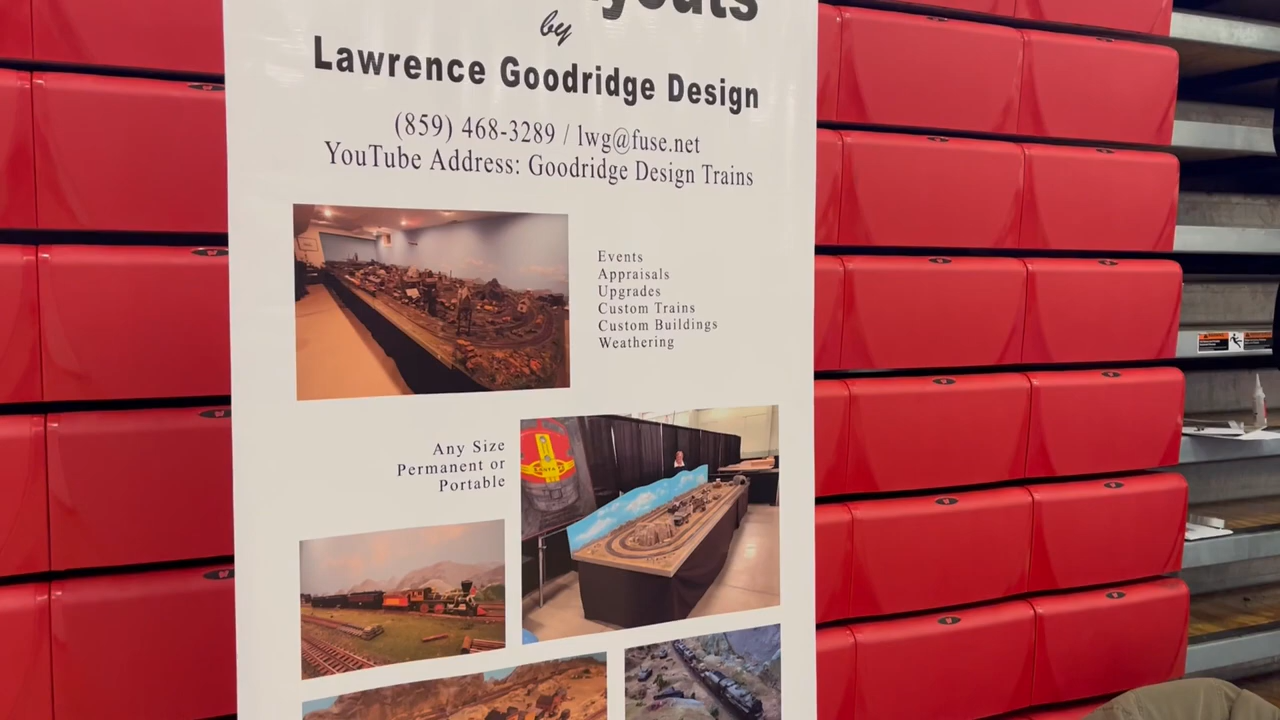 by
Lawrence Goodridge Design
(859) 468-3289 / lwg@fuse.net
YouTube Address: Goodridge Design Trains
Events
Appraisals
Upgrades
Custom Trains
Custom Buildings
Weathering
Any Size
Permanent or
Portable